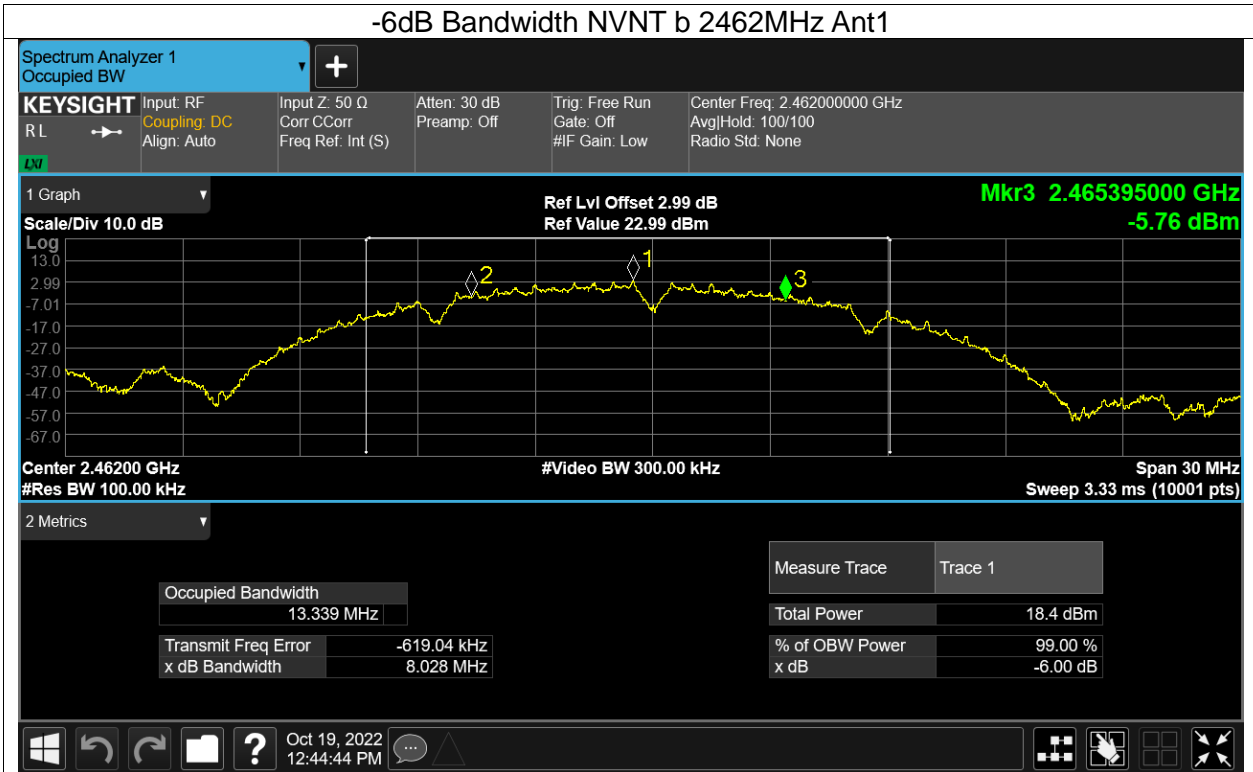 -6dB Bandwidth NVNT b 2462MHz Ant1
Spectrum Analyzer 1
Occupied BW
KEYSIGHT
R L
LXI
Input: RF
Coupling: DC
Align: Auto
Input Z: 50 Ω
Corr CCorr
Freq Ref: Int (S)
Atten: 30 dB
Preamp: Off
Trig: Free Run
Gate: Off
#IF Gain: Low
Center Freq: 2.462000000 GHz
Avg|Hold: 100/100
Radio Std: None
1 Graph
Scale/Div 10.0 dB
Ref Lvl Offset 2.99 dB
Ref Value 22.99 dBm
Mkr3 2.465395000 GHz
-5.76 dBm
Log
13.0
2.99
-7.01
-17.0
-27.0
-37.0
-47.0
-57.0
-67.0
2
1
3
Center 2.46200 GHz
#Res BW 100.00 kHz
#Video BW 300.00 kHz
Span 30 MHz
Sweep 3.33 ms (10001 pts)
2 Metrics
Occupied Bandwidth
13.339 MHz
Transmit Freq Error -619.04 kHz
x dB Bandwidth 8.028 MHz
Measure Trace Trace 1
Total Power 18.4 dBm
% of OBW Power 99.00 %
x dB -6.00 dB
Oct 19, 2022
12:44:44 PM